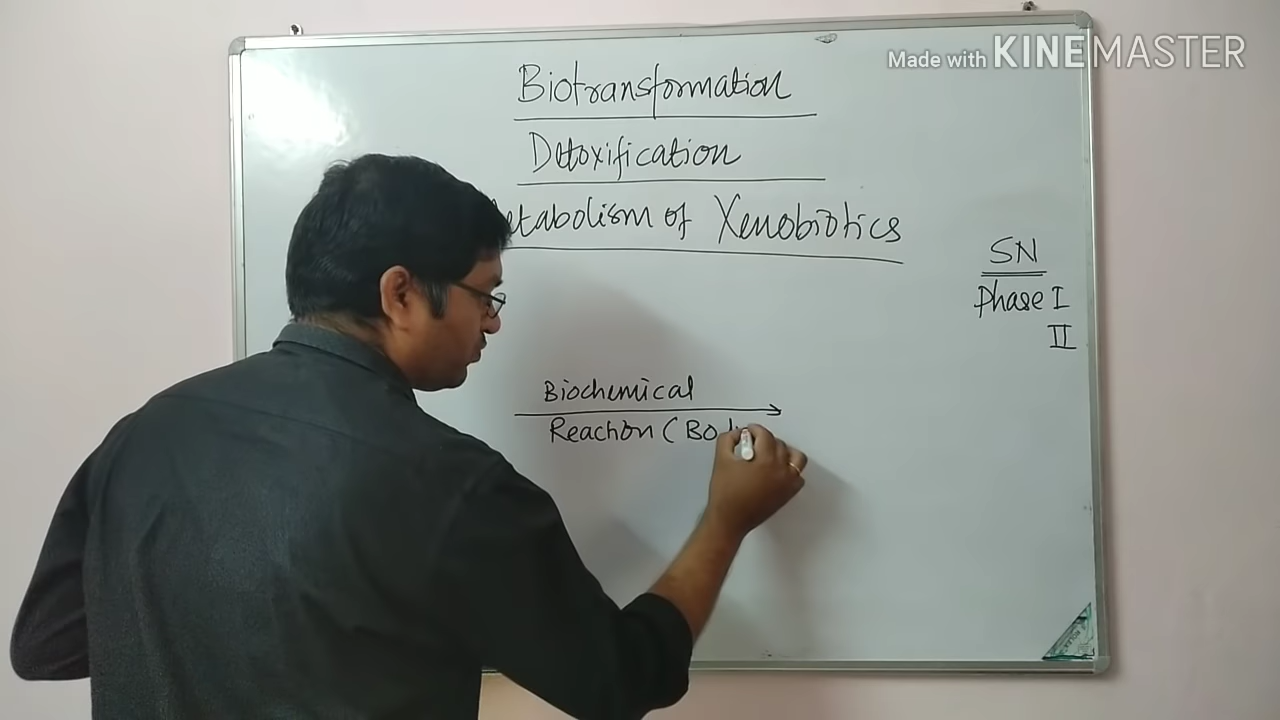 Made with KINEMASTER
Biotransformation
Detoxification
etabolism of Xenobiotics
SN
Phase I
II
Biochemical
Reaction (Bo